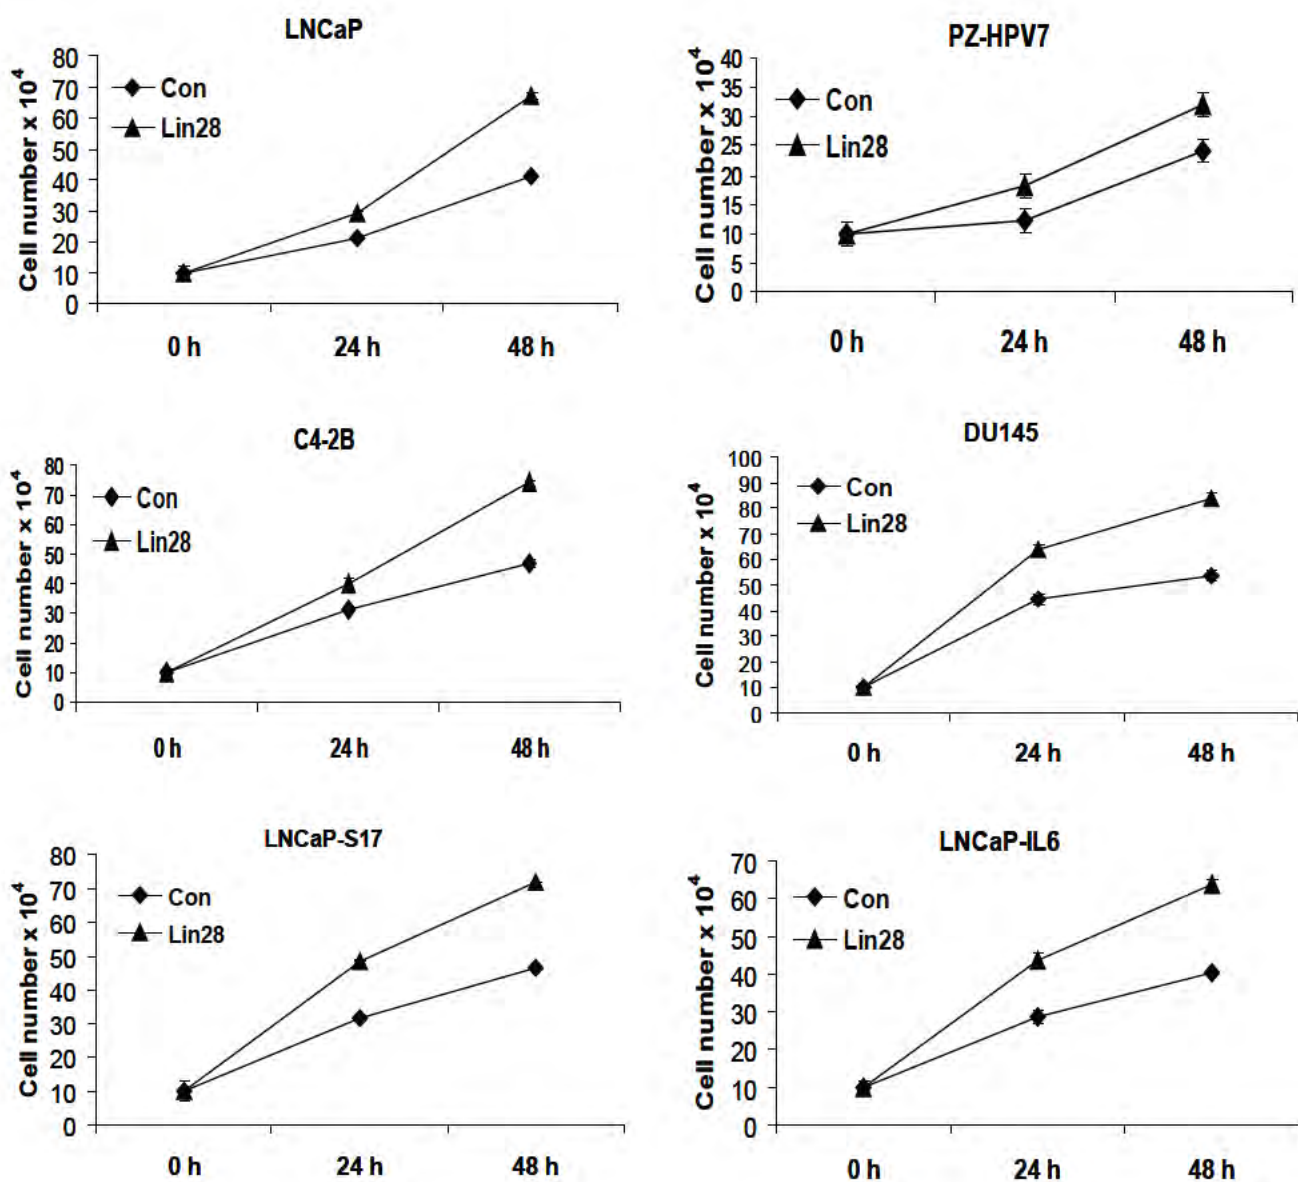 LNCaP
Cell number x 10⁴
80
70
60
50
40
30
20
10
0
Con
Lin28
0 h 24 h 48 h
PZ-HPV7
Cell number x 10⁴
40
35
30
25
20
15
10
5
0
Con
Lin28
0 h 24 h 48 h
C4-2B
Cell number x 10⁴
80
70
60
50
40
30
20
10
0
Con
Lin28
0 h 24 h 48 h
DU145
Cell number x 10⁴
100
90
80
70
60
50
40
30
20
10
0
Con
Lin28
0 h 24 h 48 h
LNCaP-S17
Cell number x 10⁴
80
70
60
50
40
30
20
10
0
Con
Lin28
0 h 24 h 48 h
LNCaP-IL6
Cell number x 10⁴
70
60
50
40
30
20
10
0
Con
Lin28
0 h 24 h 48 h